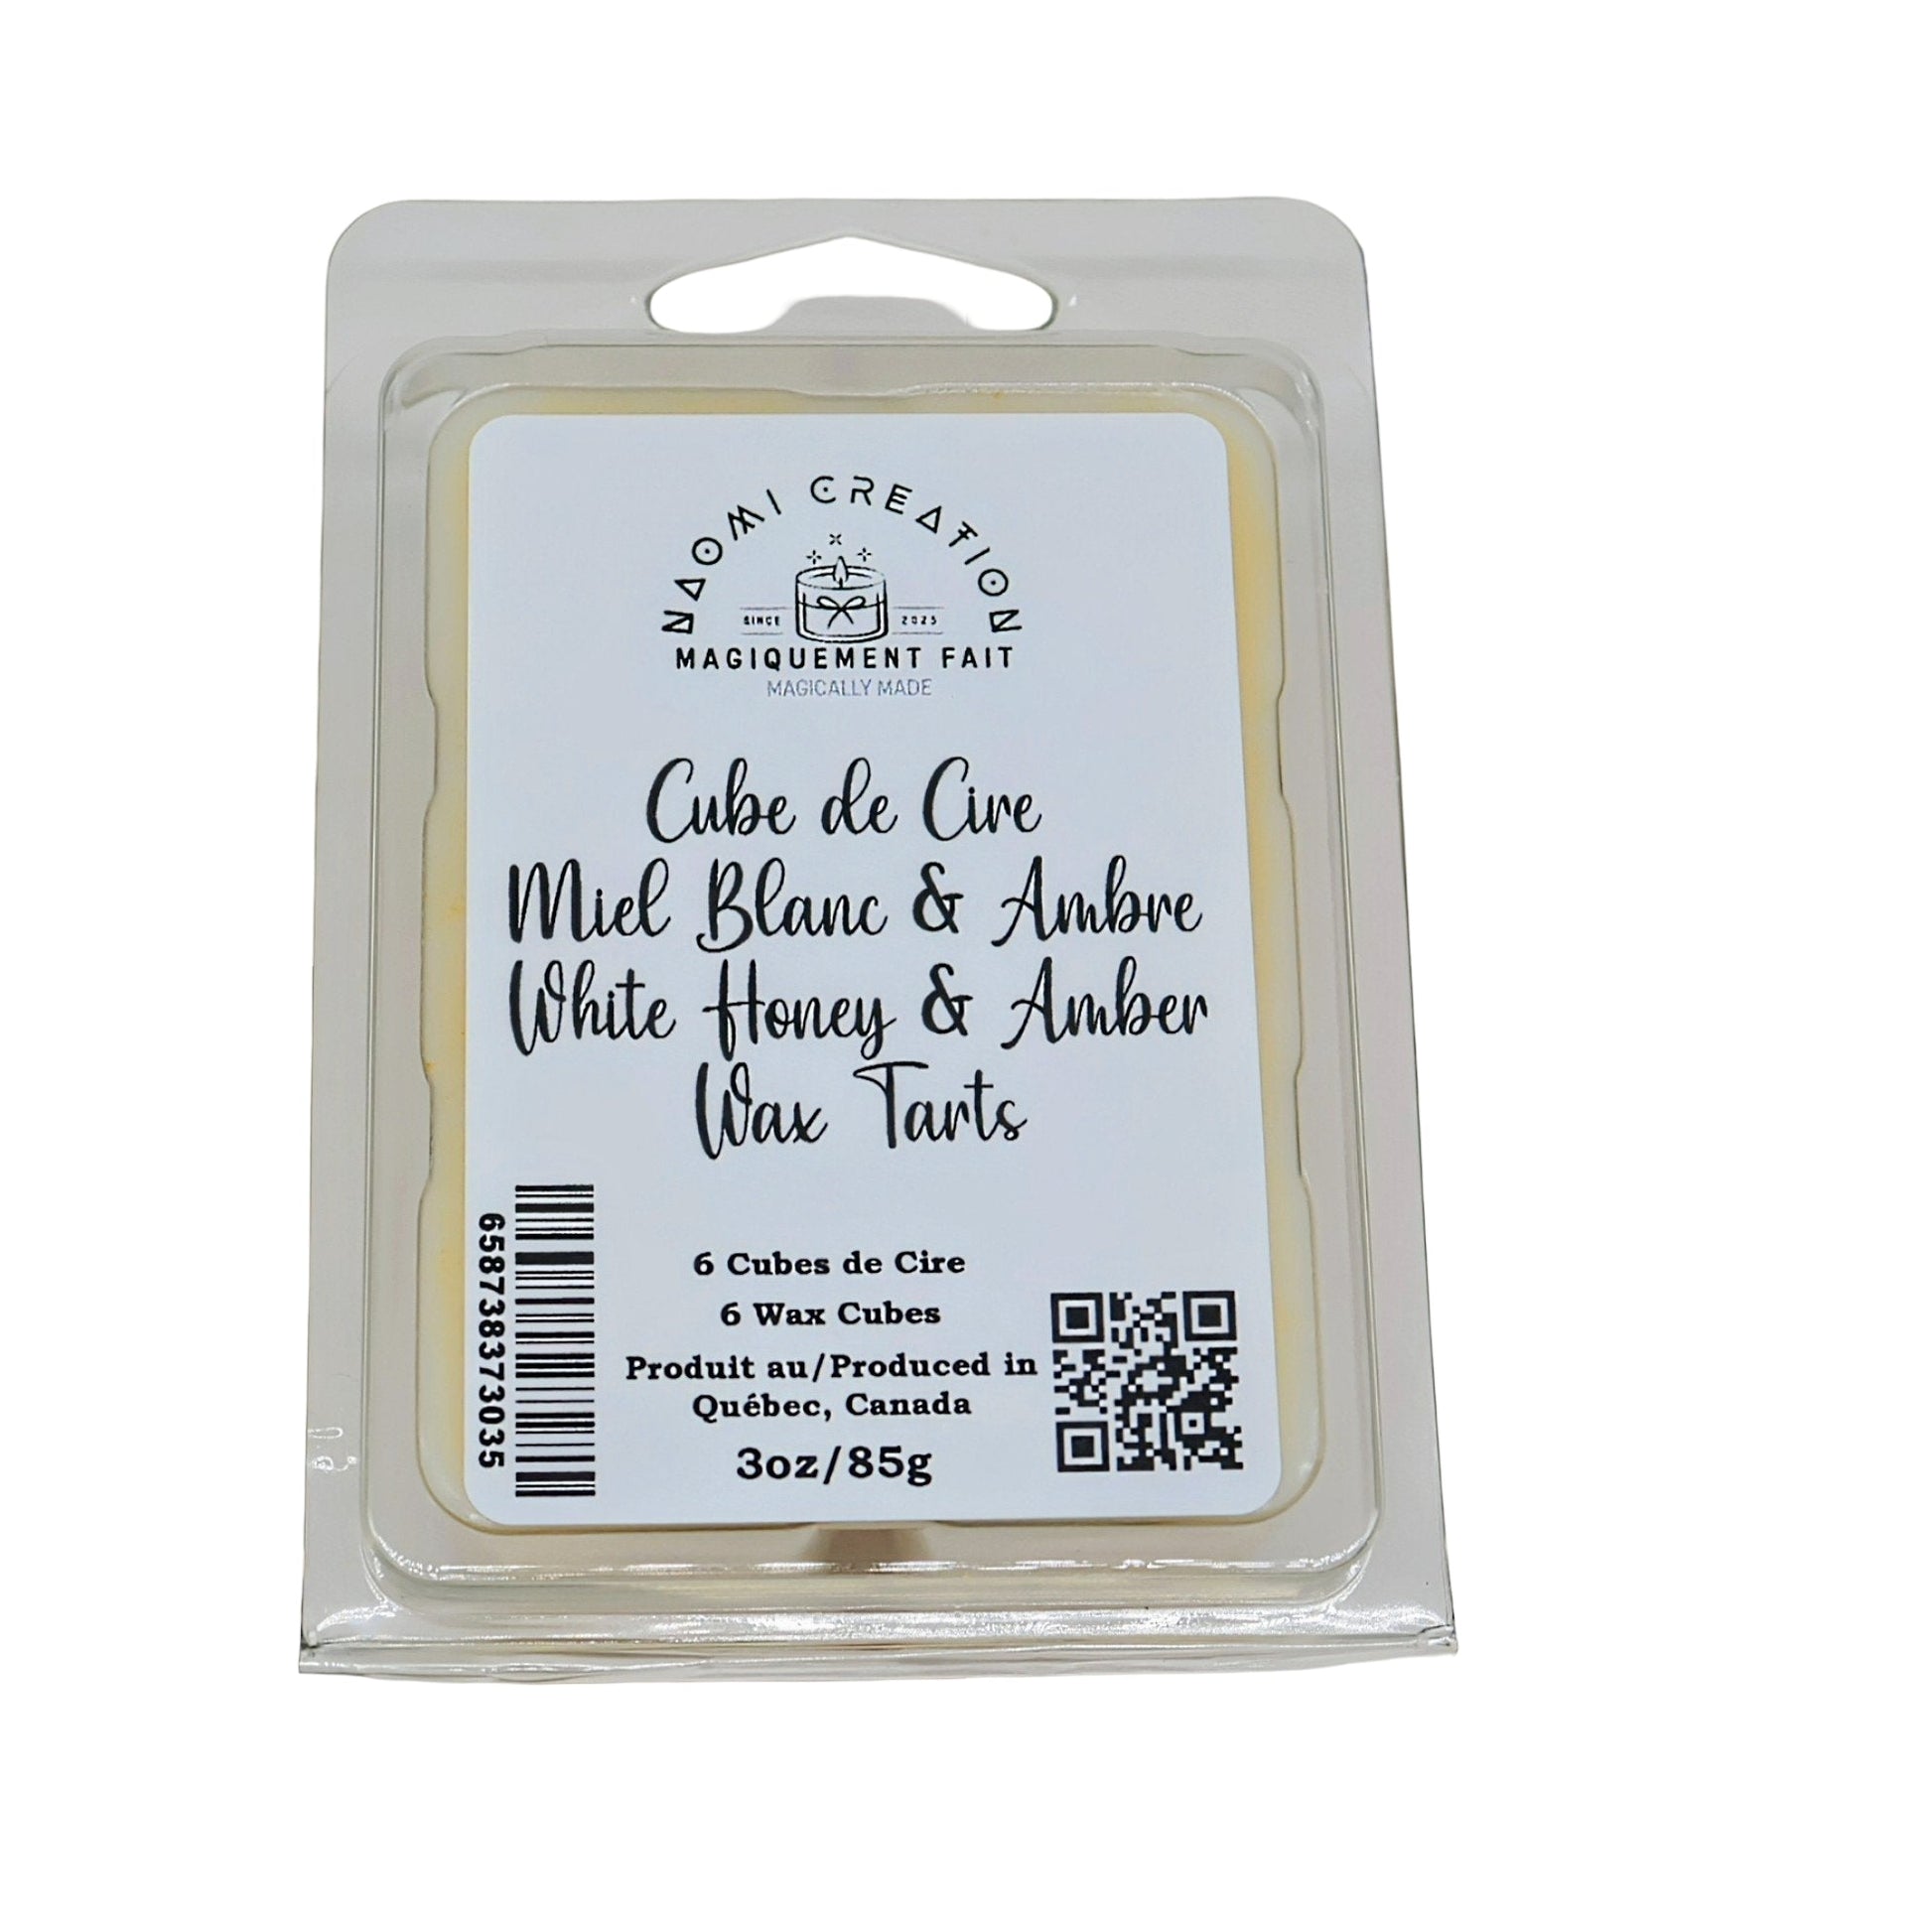 NAOMI CREATION
SINCE 2025
MAGIQUEMENT FAIT
MAGICALLY MADE
Cube de Cire
Miel Blanc & Ambre
White Honey & Amber
Wax Tarts
658738373035
6 Cubes de Cire
6 Wax Cubes
Produit au/Produced in
Québec, Canada
3oz/85g